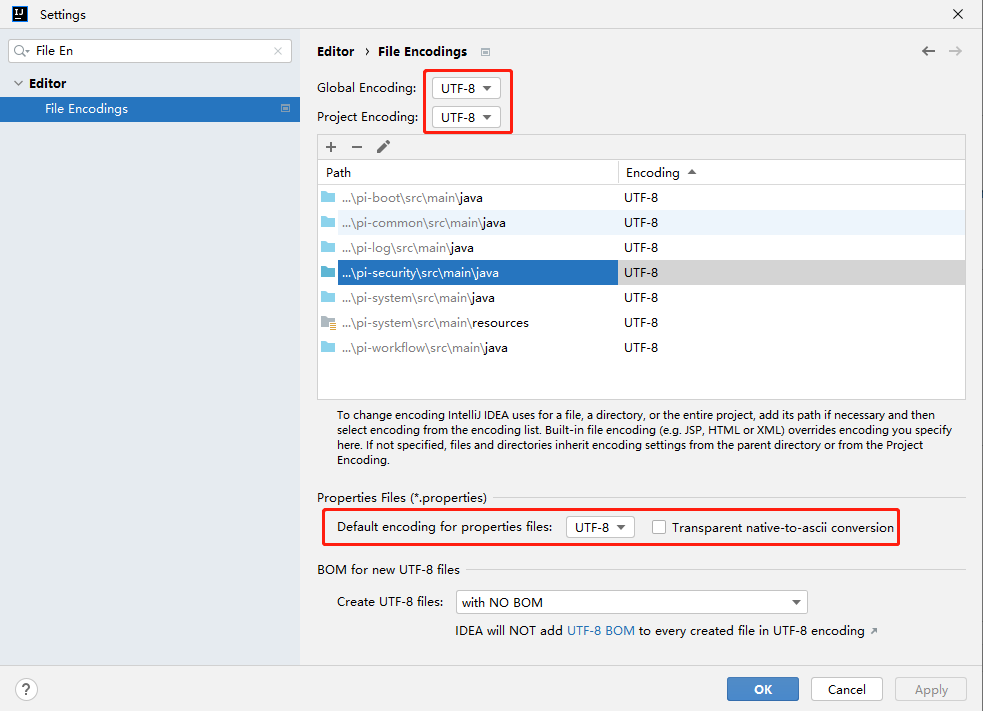 Settings
File En
Editor
File Encodings
Editor › File Encodings
Global Encoding: UTF-8
Project Encoding: UTF-8
Path Encoding
...\pi-boot\src\main\java UTF-8
...\pi-common\src\main\java UTF-8
...\pi-log\src\main\java UTF-8
...\pi-security\src\main\java UTF-8
...\pi-system\src\main\java UTF-8
...\pi-system\src\main\resources UTF-8
...\pi-workflow\src\main\java UTF-8
To change encoding IntelliJ IDEA uses for a file, a directory, or the entire project, add its path if necessary and then
select encoding from the encoding list. Built-in file encoding (e.g. JSP, HTML or XML) overrides encoding you specify
here. If not specified, files and directories inherit encoding settings from the parent directory or from the Project
Encoding.
Properties Files (*.properties)
Default encoding for properties files: UTF-8 Transparent native-to-ascii conversion
BOM for new UTF-8 files
Create UTF-8 files: with NO BOM
IDEA will NOT add UTF-8 BOM to every created file in UTF-8 encoding ↗
? OK Cancel Apply